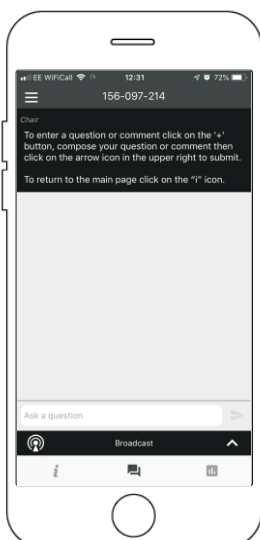 EE WiFiCall 12:31 72%
156-097-214
Chair
To enter a question or comment click on the '+'
button, compose your question or comment then
click on the arrow icon in the upper right to submit.
To return to the main page click on the “i” icon.
Ask a question
Broadcast
i